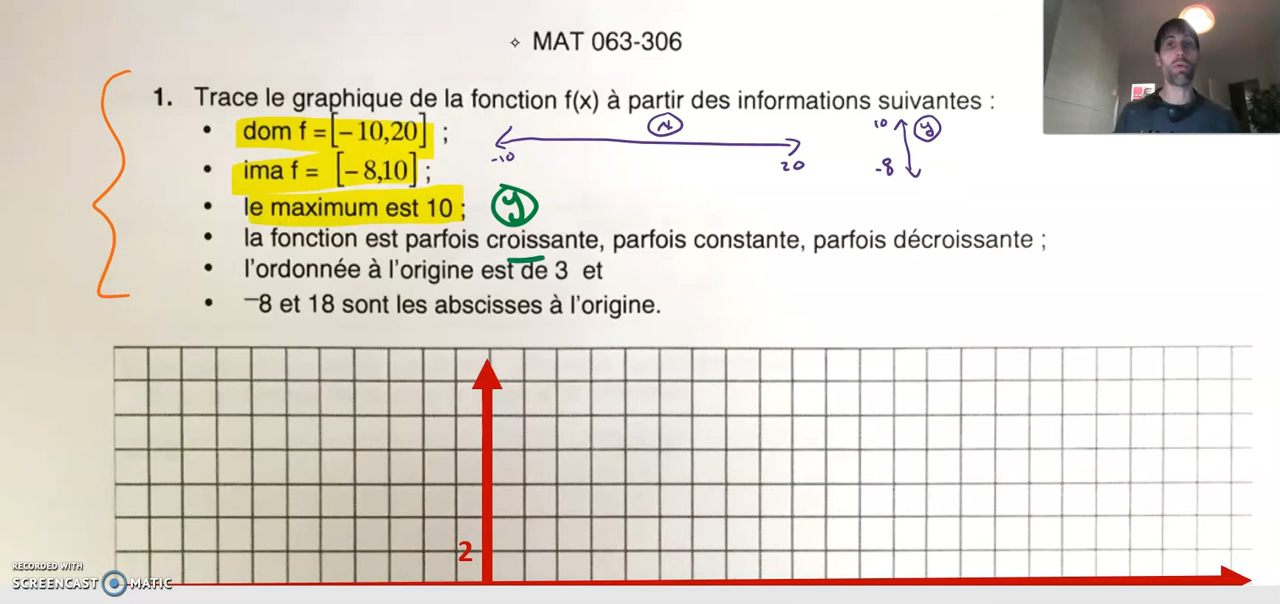 ⟡ MAT 063-306
1. Trace le graphique de la fonction f(x) à partir des informations suivantes :
• dom f = [– 10,20] ;
x
-10
20
10
y
-8
• ima f = [– 8,10] ;
• le maximum est 10 ;
y
• la fonction est parfois croissante, parfois constante, parfois décroissante ;
• l'ordonnée à l'origine est de 3 et
• ⁻8 et 18 sont les abscisses à l'origine.
2
RECORDED WITH
SCREENCAST-O-MATIC